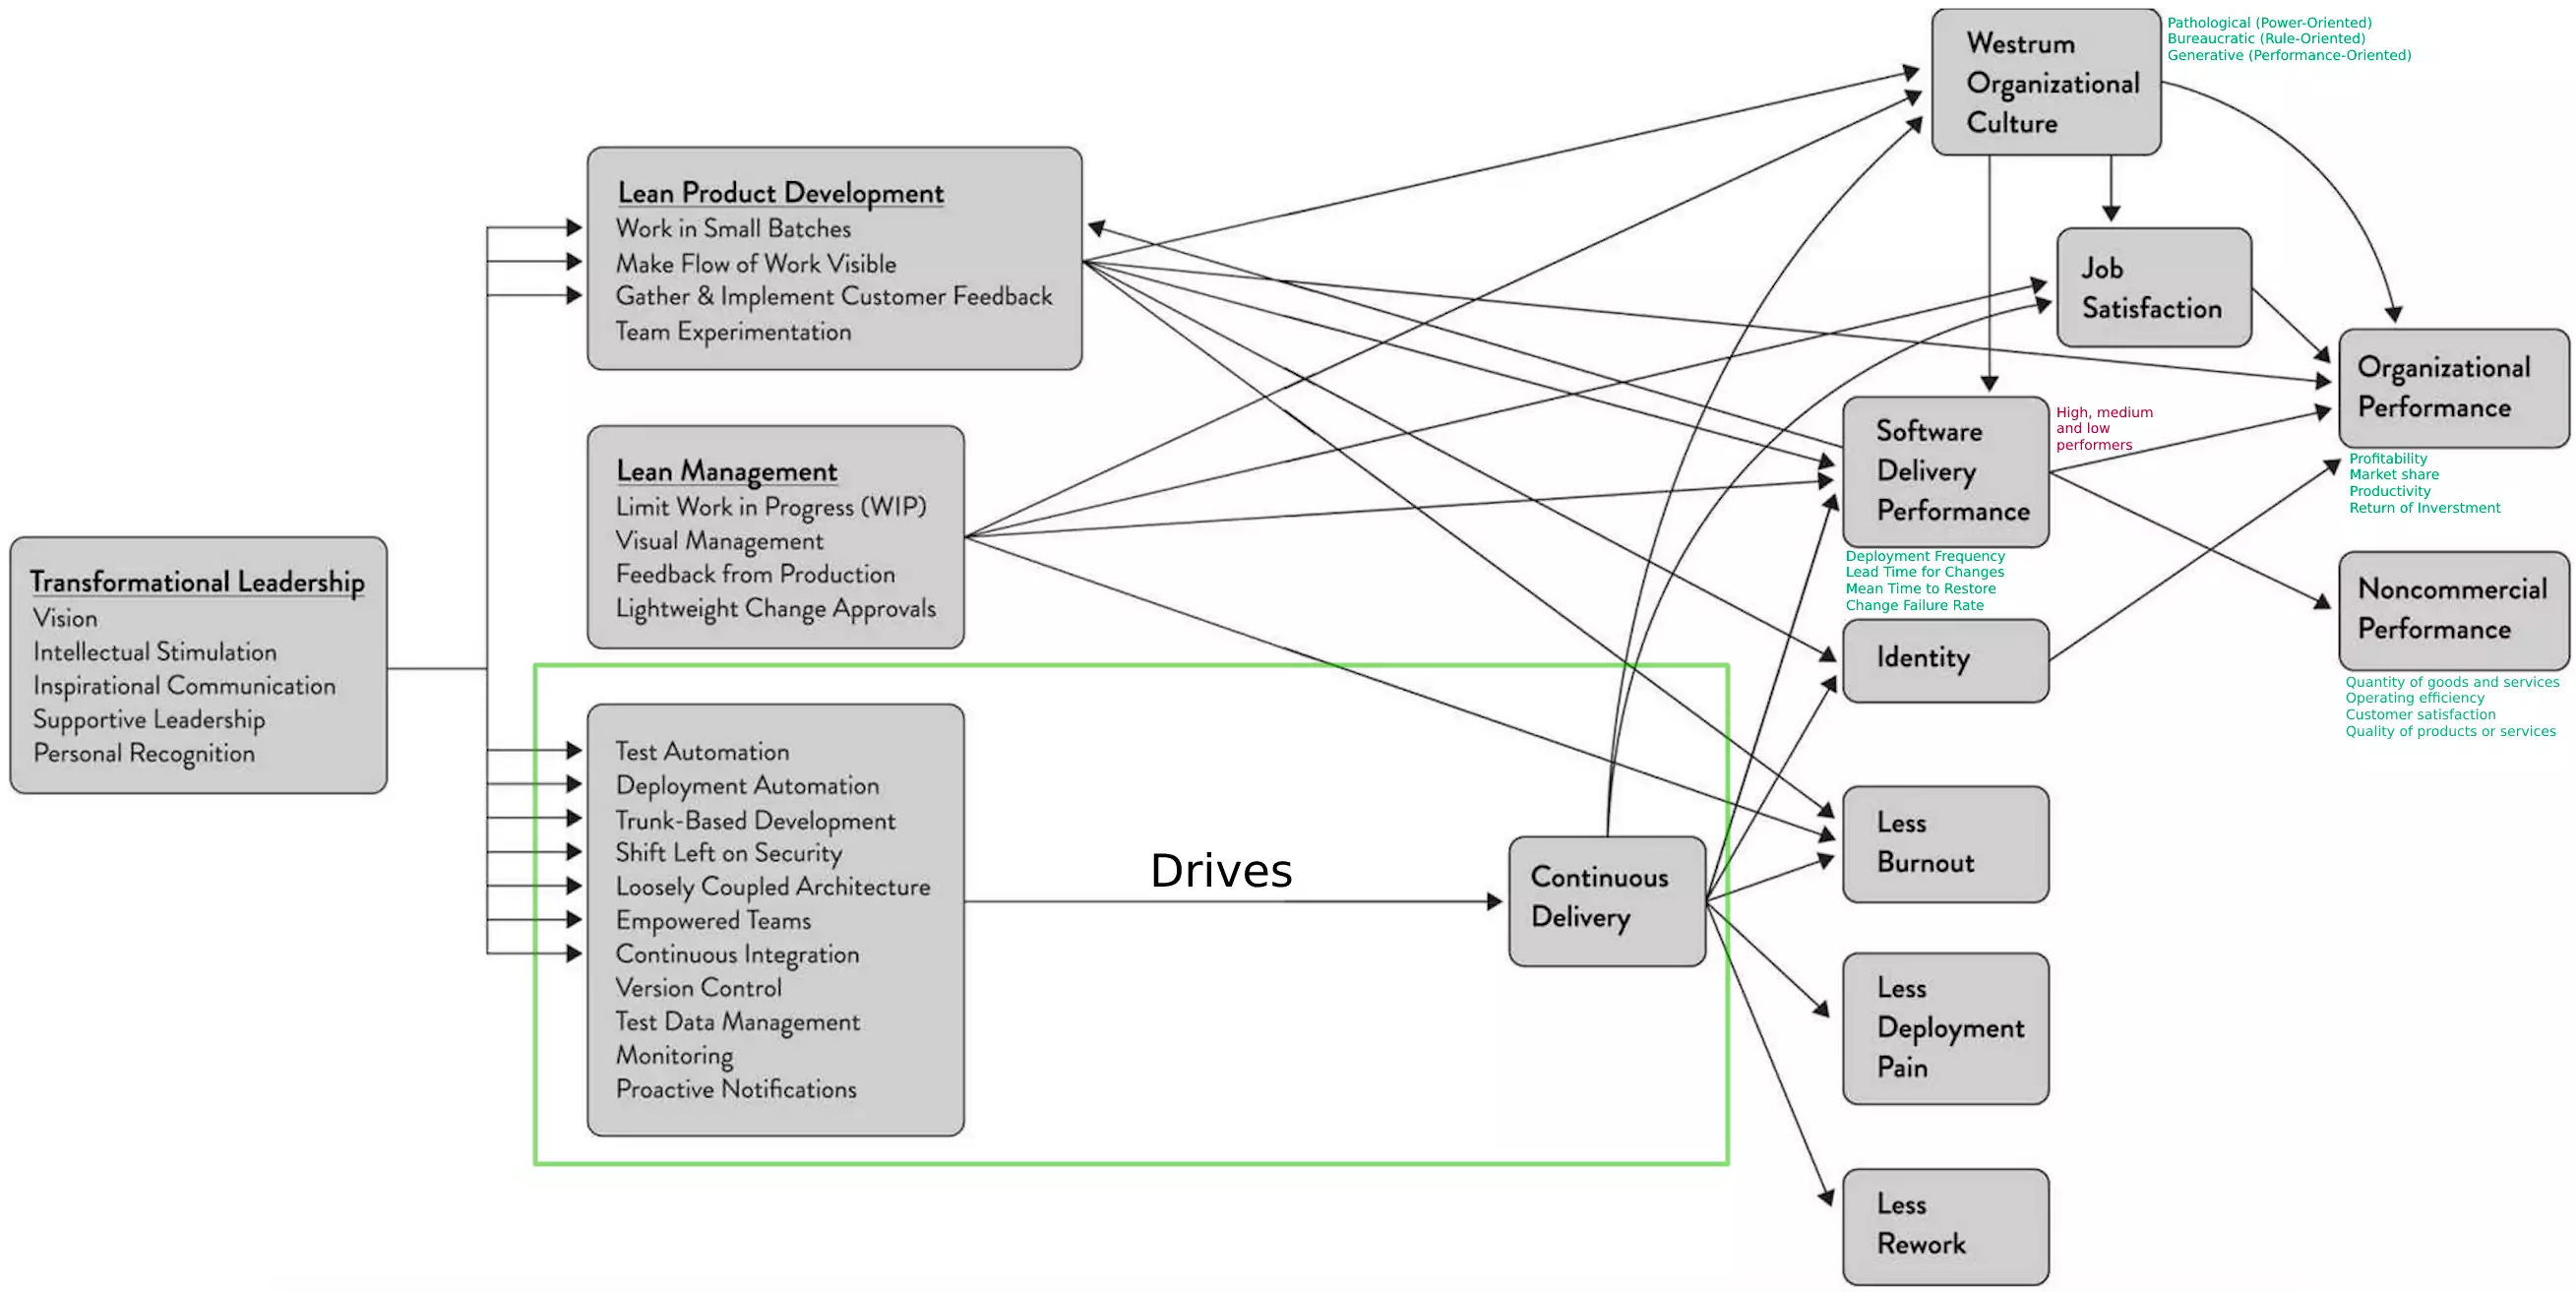 Transformational Leadership
Vision
Intellectual Stimulation
Inspirational Communication
Supportive Leadership
Personal Recognition
Lean Product Development
Work in Small Batches
Make Flow of Work Visible
Gather & Implement Customer Feedback
Team Experimentation
Lean Management
Limit Work in Progress (WIP)
Visual Management
Feedback from Production
Lightweight Change Approvals
Test Automation
Deployment Automation
Trunk-Based Development
Shift Left on Security
Loosely Coupled Architecture
Empowered Teams
Continuous Integration
Version Control
Test Data Management
Monitoring
Proactive Notifications
Drives
Continuous
Delivery
Westrum
Organizational
Culture
Pathological (Power-Oriented)
Bureaucratic (Rule-Oriented)
Generative (Performance-Oriented)
Job
Satisfaction
Software
Delivery
Performance
High, medium
and low
performers
Deployment Frequency
Lead Time for Changes
Mean Time to Restore
Change Failure Rate
Identity
Less
Burnout
Less
Deployment
Pain
Less
Rework
Organizational
Performance
Profitability
Market share
Productivity
Return of Inverstment
Noncommercial
Performance
Quantity of goods and services
Operating efficiency
Customer satisfaction
Quality of products or services